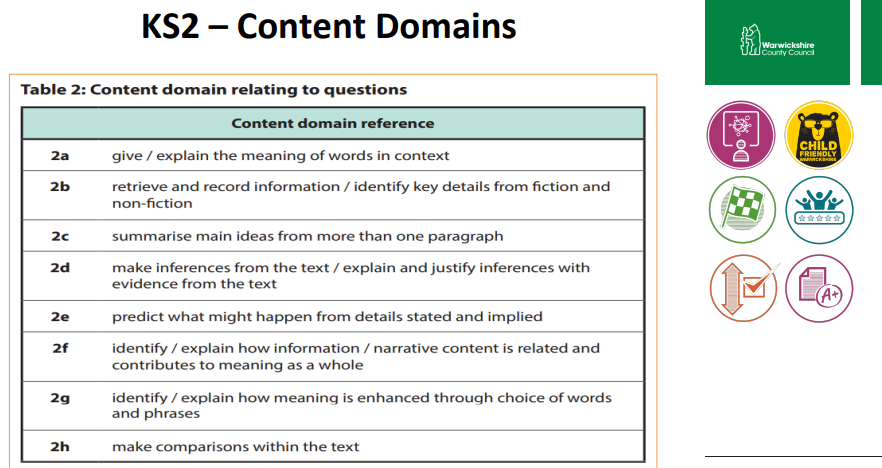 KS2 – Content Domains
Warwickshire
County Council
Table 2: Content domain relating to questions
Content domain reference
2a give / explain the meaning of words in context
2b retrieve and record information / identify key details from fiction and
non-fiction
2c summarise main ideas from more than one paragraph
2d make inferences from the text / explain and justify inferences with
evidence from the text
2e predict what might happen from details stated and implied
2f identify / explain how information / narrative content is related and
contributes to meaning as a whole
2g identify / explain how meaning is enhanced through choice of words
and phrases
2h make comparisons within the text
CHILD
FRIENDLY
WARWICKSHIRE
A+